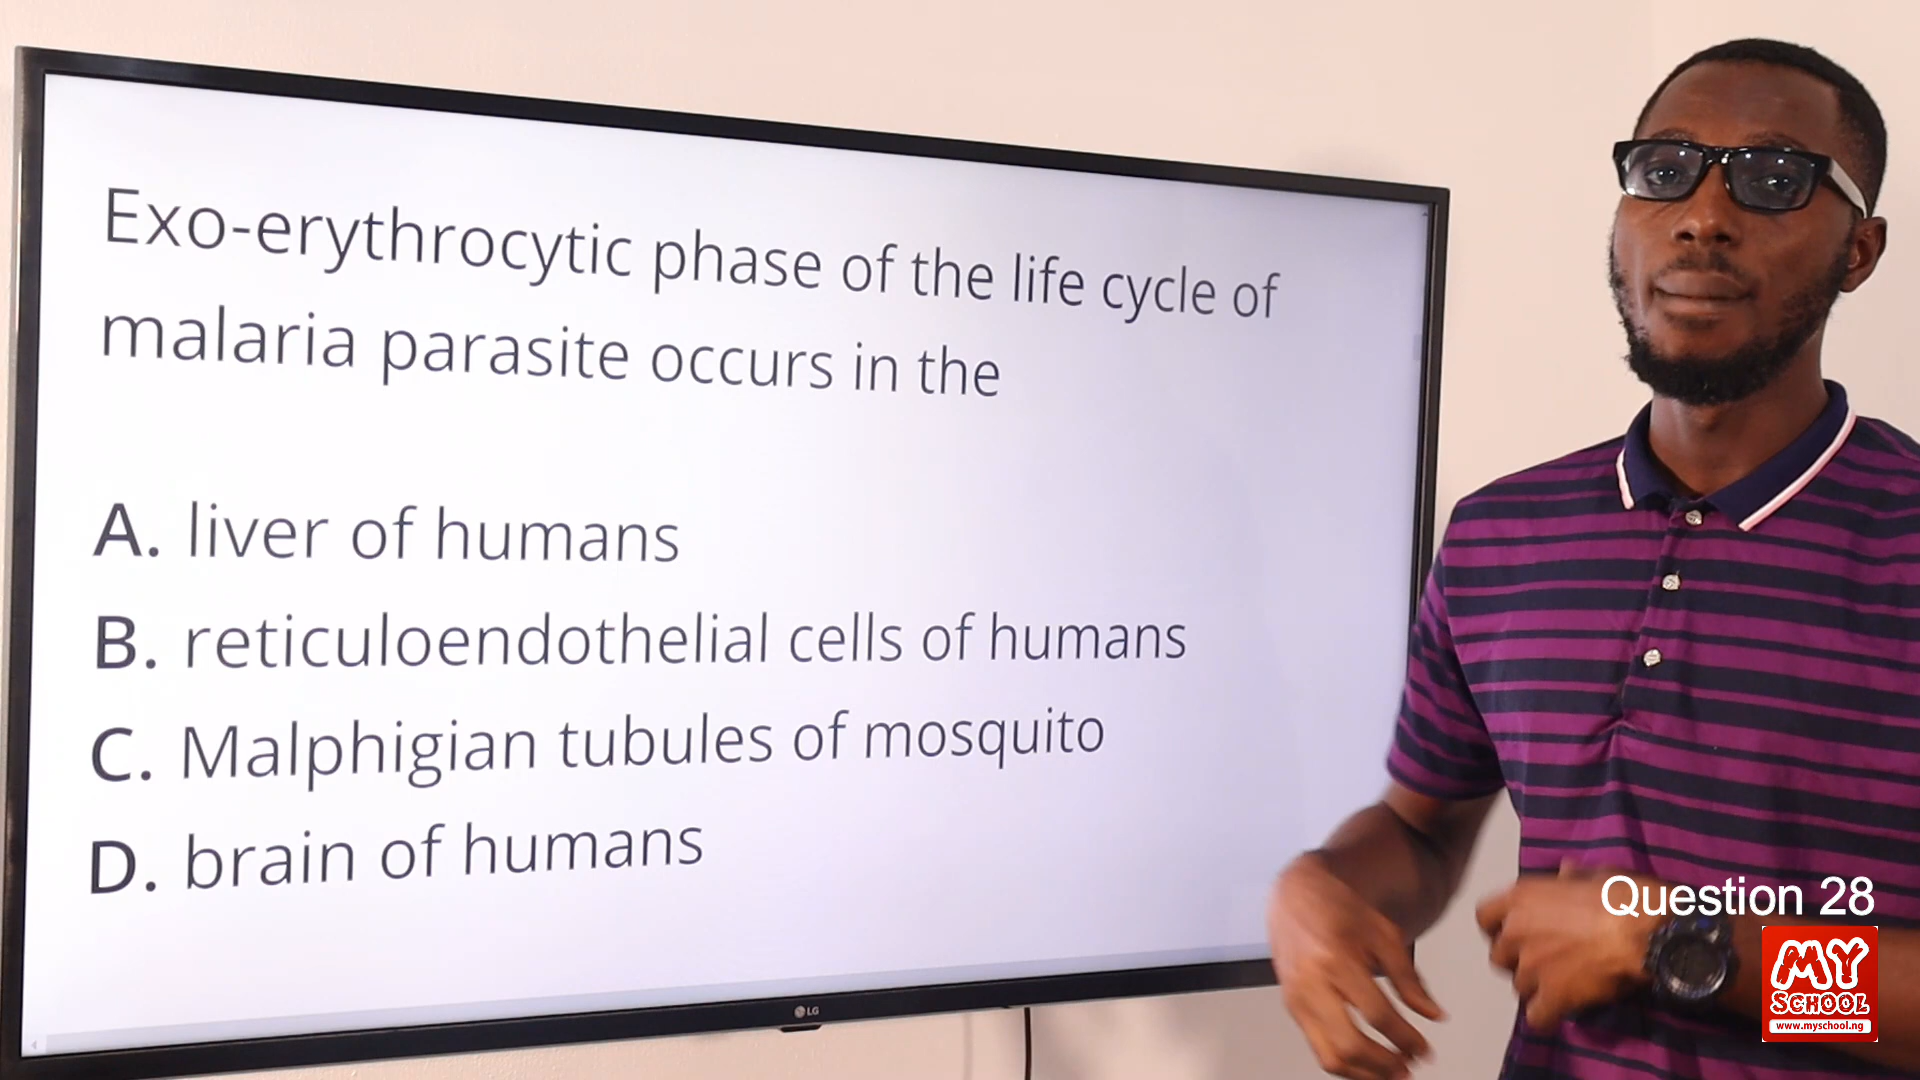 Exo-erythrocytic phase of the life cycle of
malaria parasite occurs in the
A. liver of humans
B. reticuloendothelial cells of humans
C. Malphigian tubules of mosquito
D. brain of humans
LG
Question 28
MY
SCHOOL
www.myschool.ng